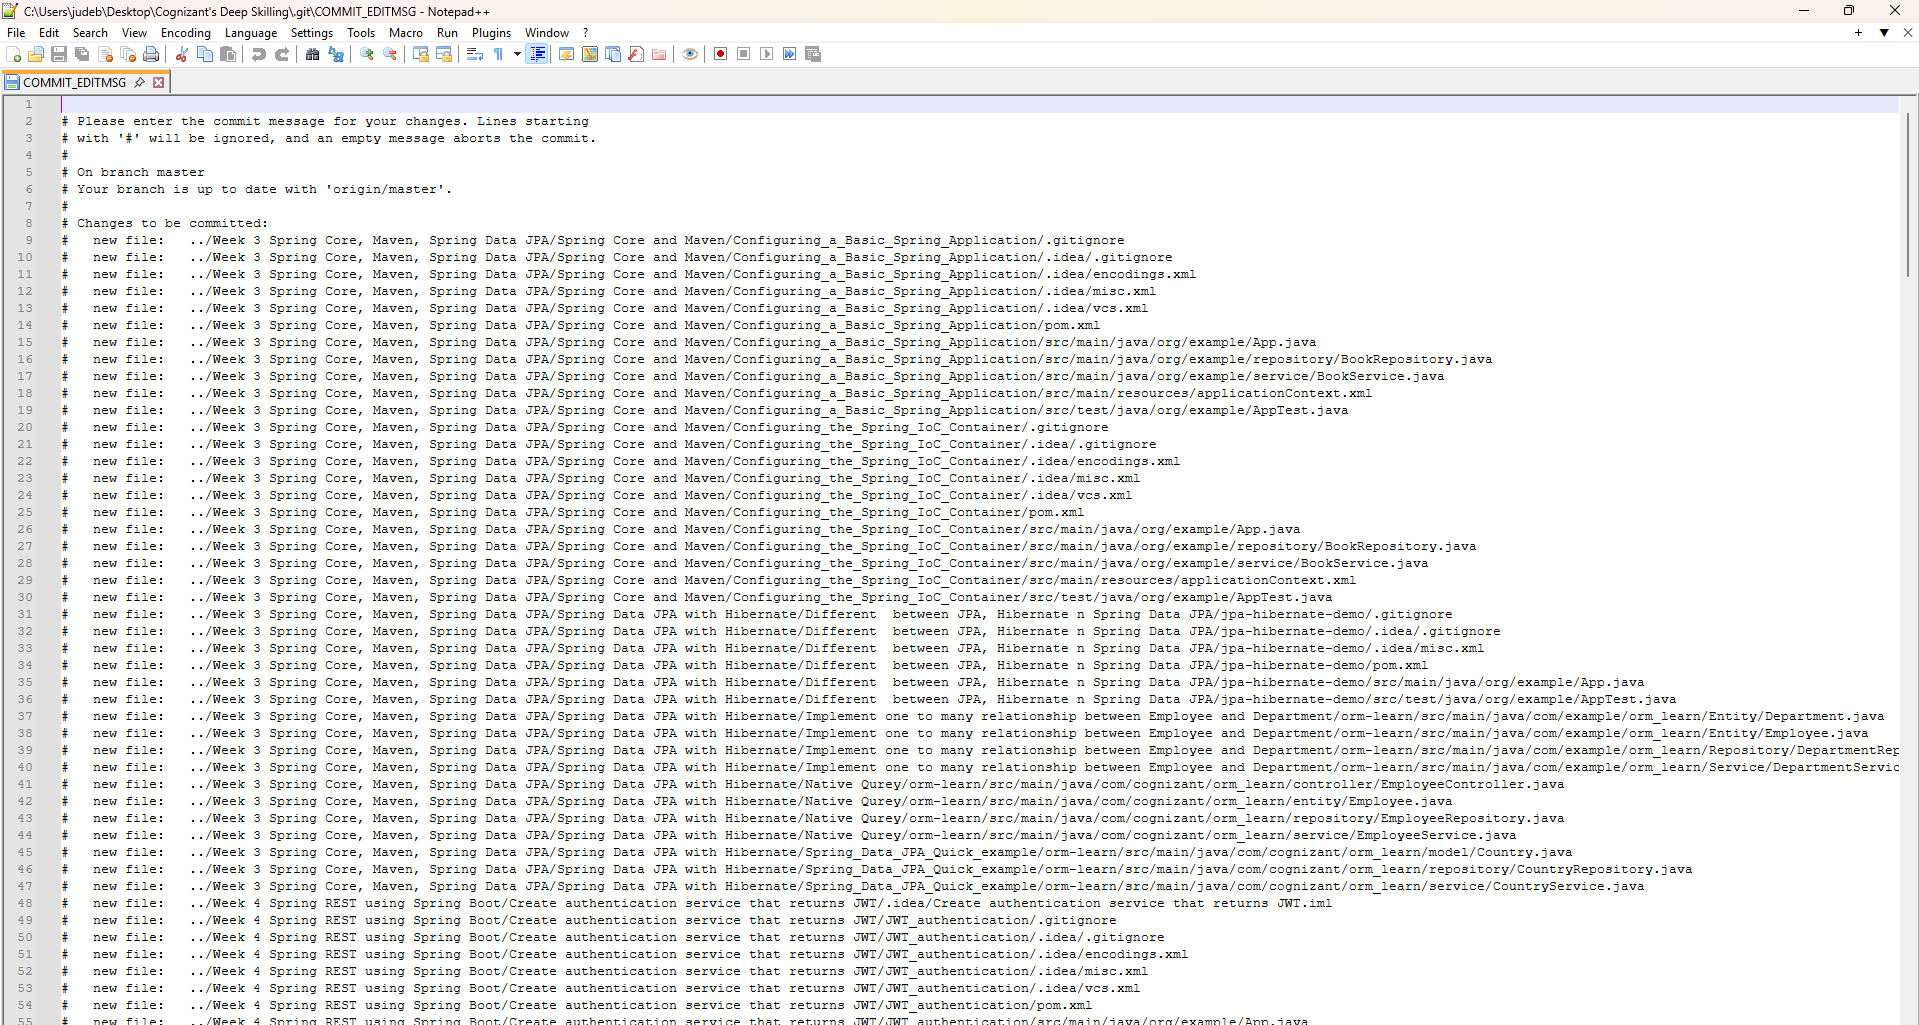 C:\Users\judeb\Desktop\Cognizant's Deep Skilling\.git\COMMIT_EDITMSG - Notepad++
File Edit Search View Encoding Language Settings Tools Macro Run Plugins Window ?
COMMIT_EDITMSG
1
2 # Please enter the commit message for your changes. Lines starting
3 # with '#' will be ignored, and an empty message aborts the commit.
4 #
5 # On branch master
6 # Your branch is up to date with 'origin/master'.
7 #
8 # Changes to be committed:
9 # new file: ../Week 3 Spring Core, Maven, Spring Data JPA/Spring Core and Maven/Configuring_a_Basic_Spring_Application/.gitignore
10 # new file: ../Week 3 Spring Core, Maven, Spring Data JPA/Spring Core and Maven/Configuring_a_Basic_Spring_Application/.idea/.gitignore
11 # new file: ../Week 3 Spring Core, Maven, Spring Data JPA/Spring Core and Maven/Configuring_a_Basic_Spring_Application/.idea/encodings.xml
12 # new file: ../Week 3 Spring Core, Maven, Spring Data JPA/Spring Core and Maven/Configuring_a_Basic_Spring_Application/.idea/misc.xml
13 # new file: ../Week 3 Spring Core, Maven, Spring Data JPA/Spring Core and Maven/Configuring_a_Basic_Spring_Application/.idea/vcs.xml
14 # new file: ../Week 3 Spring Core, Maven, Spring Data JPA/Spring Core and Maven/Configuring_a_Basic_Spring_Application/pom.xml
15 # new file: ../Week 3 Spring Core, Maven, Spring Data JPA/Spring Core and Maven/Configuring_a_Basic_Spring_Application/src/main/java/org/example/App.java
16 # new file: ../Week 3 Spring Core, Maven, Spring Data JPA/Spring Core and Maven/Configuring_a_Basic_Spring_Application/src/main/java/org/example/repository/BookRepository.java
17 # new file: ../Week 3 Spring Core, Maven, Spring Data JPA/Spring Core and Maven/Configuring_a_Basic_Spring_Application/src/main/java/org/example/service/BookService.java
18 # new file: ../Week 3 Spring Core, Maven, Spring Data JPA/Spring Core and Maven/Configuring_a_Basic_Spring_Application/src/main/resources/applicationContext.xml
19 # new file: ../Week 3 Spring Core, Maven, Spring Data JPA/Spring Core and Maven/Configuring_a_Basic_Spring_Application/src/test/java/org/example/AppTest.java
20 # new file: ../Week 3 Spring Core, Maven, Spring Data JPA/Spring Core and Maven/Configuring_the_Spring_IoC_Container/.gitignore
21 # new file: ../Week 3 Spring Core, Maven, Spring Data JPA/Spring Core and Maven/Configuring_the_Spring_IoC_Container/.idea/.gitignore
22 # new file: ../Week 3 Spring Core, Maven, Spring Data JPA/Spring Core and Maven/Configuring_the_Spring_IoC_Container/.idea/encodings.xml
23 # new file: ../Week 3 Spring Core, Maven, Spring Data JPA/Spring Core and Maven/Configuring_the_Spring_IoC_Container/.idea/misc.xml
24 # new file: ../Week 3 Spring Core, Maven, Spring Data JPA/Spring Core and Maven/Configuring_the_Spring_IoC_Container/.idea/vcs.xml
25 # new file: ../Week 3 Spring Core, Maven, Spring Data JPA/Spring Core and Maven/Configuring_the_Spring_IoC_Container/pom.xml
26 # new file: ../Week 3 Spring Core, Maven, Spring Data JPA/Spring Core and Maven/Configuring_the_Spring_IoC_Container/src/main/java/org/example/App.java
27 # new file: ../Week 3 Spring Core, Maven, Spring Data JPA/Spring Core and Maven/Configuring_the_Spring_IoC_Container/src/main/java/org/example/repository/BookRepository.java
28 # new file: ../Week 3 Spring Core, Maven, Spring Data JPA/Spring Core and Maven/Configuring_the_Spring_IoC_Container/src/main/java/org/example/service/BookService.java
29 # new file: ../Week 3 Spring Core, Maven, Spring Data JPA/Spring Core and Maven/Configuring_the_Spring_IoC_Container/src/main/resources/applicationContext.xml
30 # new file: ../Week 3 Spring Core, Maven, Spring Data JPA/Spring Core and Maven/Configuring_the_Spring_IoC_Container/src/test/java/org/example/AppTest.java
31 # new file: ../Week 3 Spring Core, Maven, Spring Data JPA/Spring Data JPA with Hibernate/Different  between JPA, Hibernate n Spring Data JPA/jpa-hibernate-demo/.gitignore
32 # new file: ../Week 3 Spring Core, Maven, Spring Data JPA/Spring Data JPA with Hibernate/Different  between JPA, Hibernate n Spring Data JPA/jpa-hibernate-demo/.idea/.gitignore
33 # new file: ../Week 3 Spring Core, Maven, Spring Data JPA/Spring Data JPA with Hibernate/Different  between JPA, Hibernate n Spring Data JPA/jpa-hibernate-demo/.idea/misc.xml
34 # new file: ../Week 3 Spring Core, Maven, Spring Data JPA/Spring Data JPA with Hibernate/Different  between JPA, Hibernate n Spring Data JPA/jpa-hibernate-demo/pom.xml
35 # new file: ../Week 3 Spring Core, Maven, Spring Data JPA/Spring Data JPA with Hibernate/Different  between JPA, Hibernate n Spring Data JPA/jpa-hibernate-demo/src/main/java/org/example/App.java
36 # new file: ../Week 3 Spring Core, Maven, Spring Data JPA/Spring Data JPA with Hibernate/Different  between JPA, Hibernate n Spring Data JPA/jpa-hibernate-demo/src/test/java/org/example/AppTest.java
37 # new file: ../Week 3 Spring Core, Maven, Spring Data JPA/Spring Data JPA with Hibernate/Implement one to many relationship between Employee and Department/orm-learn/src/main/java/com/example/orm_learn/Entity/Department.java
38 # new file: ../Week 3 Spring Core, Maven, Spring Data JPA/Spring Data JPA with Hibernate/Implement one to many relationship between Employee and Department/orm-learn/src/main/java/com/example/orm_learn/Entity/Employee.java
39 # new file: ../Week 3 Spring Core, Maven, Spring Data JPA/Spring Data JPA with Hibernate/Implement one to many relationship between Employee and Department/orm-learn/src/main/java/com/example/orm_learn/Repository/DepartmentRep
40 # new file: ../Week 3 Spring Core, Maven, Spring Data JPA/Spring Data JPA with Hibernate/Implement one to many relationship between Employee and Department/orm-learn/src/main/java/com/example/orm_learn/Service/DepartmentServic
41 # new file: ../Week 3 Spring Core, Maven, Spring Data JPA/Spring Data JPA with Hibernate/Native Qurey/orm-learn/src/main/java/com/cognizant/orm_learn/controller/EmployeeController.java
42 # new file: ../Week 3 Spring Core, Maven, Spring Data JPA/Spring Data JPA with Hibernate/Native Qurey/orm-learn/src/main/java/com/cognizant/orm_learn/entity/Employee.java
43 # new file: ../Week 3 Spring Core, Maven, Spring Data JPA/Spring Data JPA with Hibernate/Native Qurey/orm-learn/src/main/java/com/cognizant/orm_learn/repository/EmployeeRepository.java
44 # new file: ../Week 3 Spring Core, Maven, Spring Data JPA/Spring Data JPA with Hibernate/Native Qurey/orm-learn/src/main/java/com/cognizant/orm_learn/service/EmployeeService.java
45 # new file: ../Week 3 Spring Core, Maven, Spring Data JPA/Spring Data JPA with Hibernate/Spring_Data_JPA_Quick_example/orm-learn/src/main/java/com/cognizant/orm_learn/model/Country.java
46 # new file: ../Week 3 Spring Core, Maven, Spring Data JPA/Spring Data JPA with Hibernate/Spring_Data_JPA_Quick_example/orm-learn/src/main/java/com/cognizant/orm_learn/repository/CountryRepository.java
47 # new file: ../Week 3 Spring Core, Maven, Spring Data JPA/Spring Data JPA with Hibernate/Spring_Data_JPA_Quick_example/orm-learn/src/main/java/com/cognizant/orm_learn/service/CountryService.java
48 # new file: ../Week 4 Spring REST using Spring Boot/Create authentication service that returns JWT/.idea/Create authentication service that returns JWT.iml
49 # new file: ../Week 4 Spring REST using Spring Boot/Create authentication service that returns JWT/JWT_authentication/.gitignore
50 # new file: ../Week 4 Spring REST using Spring Boot/Create authentication service that returns JWT/JWT_authentication/.idea/.gitignore
51 # new file: ../Week 4 Spring REST using Spring Boot/Create authentication service that returns JWT/JWT_authentication/.idea/encodings.xml
52 # new file: ../Week 4 Spring REST using Spring Boot/Create authentication service that returns JWT/JWT_authentication/.idea/misc.xml
53 # new file: ../Week 4 Spring REST using Spring Boot/Create authentication service that returns JWT/JWT_authentication/.idea/vcs.xml
54 # new file: ../Week 4 Spring REST using Spring Boot/Create authentication service that returns JWT/JWT_authentication/pom.xml
55 # new file: ../Week 4 Spring REST using Spring Boot/Create authentication service that returns JWT/JWT_authentication/src/main/java/org/example/App.java